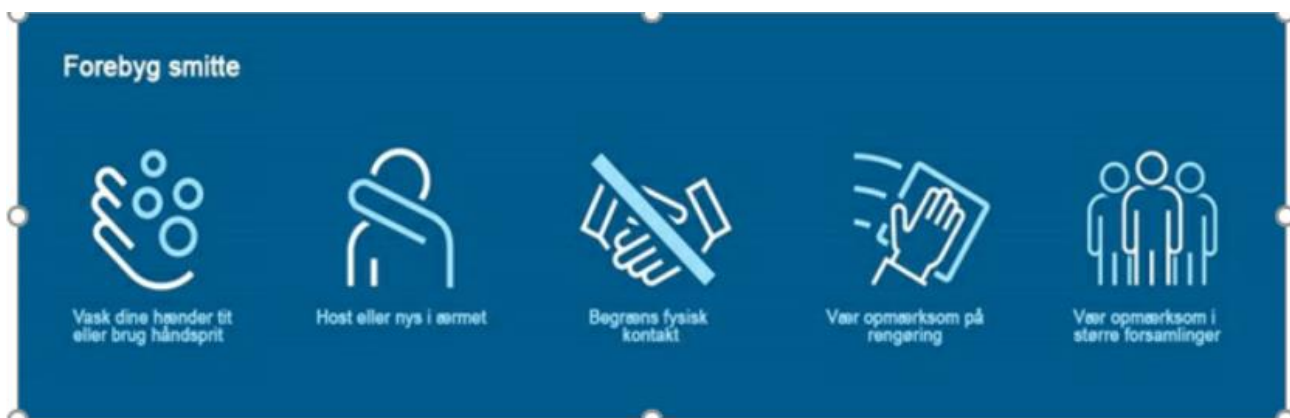 Forebyg smitte
Vask dine hænder tit
eller brug håndsprit
Host eller nys i ærmet
Begræns fysisk
kontakt
Vær opmærksom på
rengøring
Vær opmærksom i
større forsamlinger